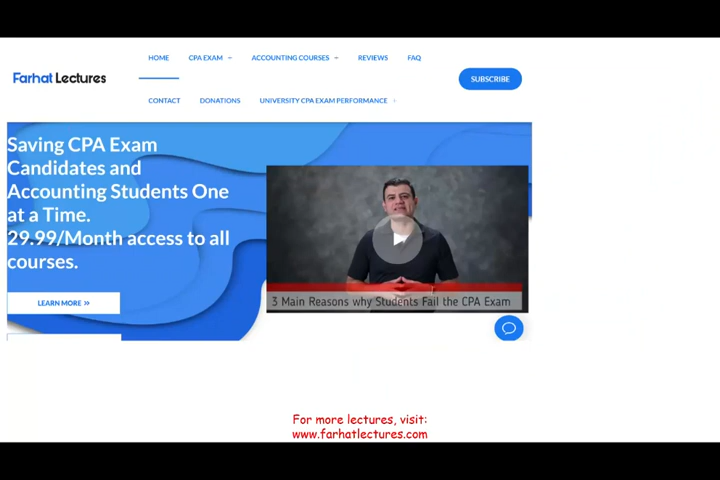 HOME CPA EXAM ACCOUNTING COURSES REVIEWS FAQ
Farhat Lectures
SUBSCRIBE
CONTACT DONATIONS UNIVERSITY CPA EXAM PERFORMANCE
Saving CPA Exam
Candidates and
Accounting Students One
at a Time.
29.99/Month access to all
courses.
LEARN MORE »
3 Main Reasons why Students Fail the CPA Exam
For more lectures, visit:
www.farhatlectures.com